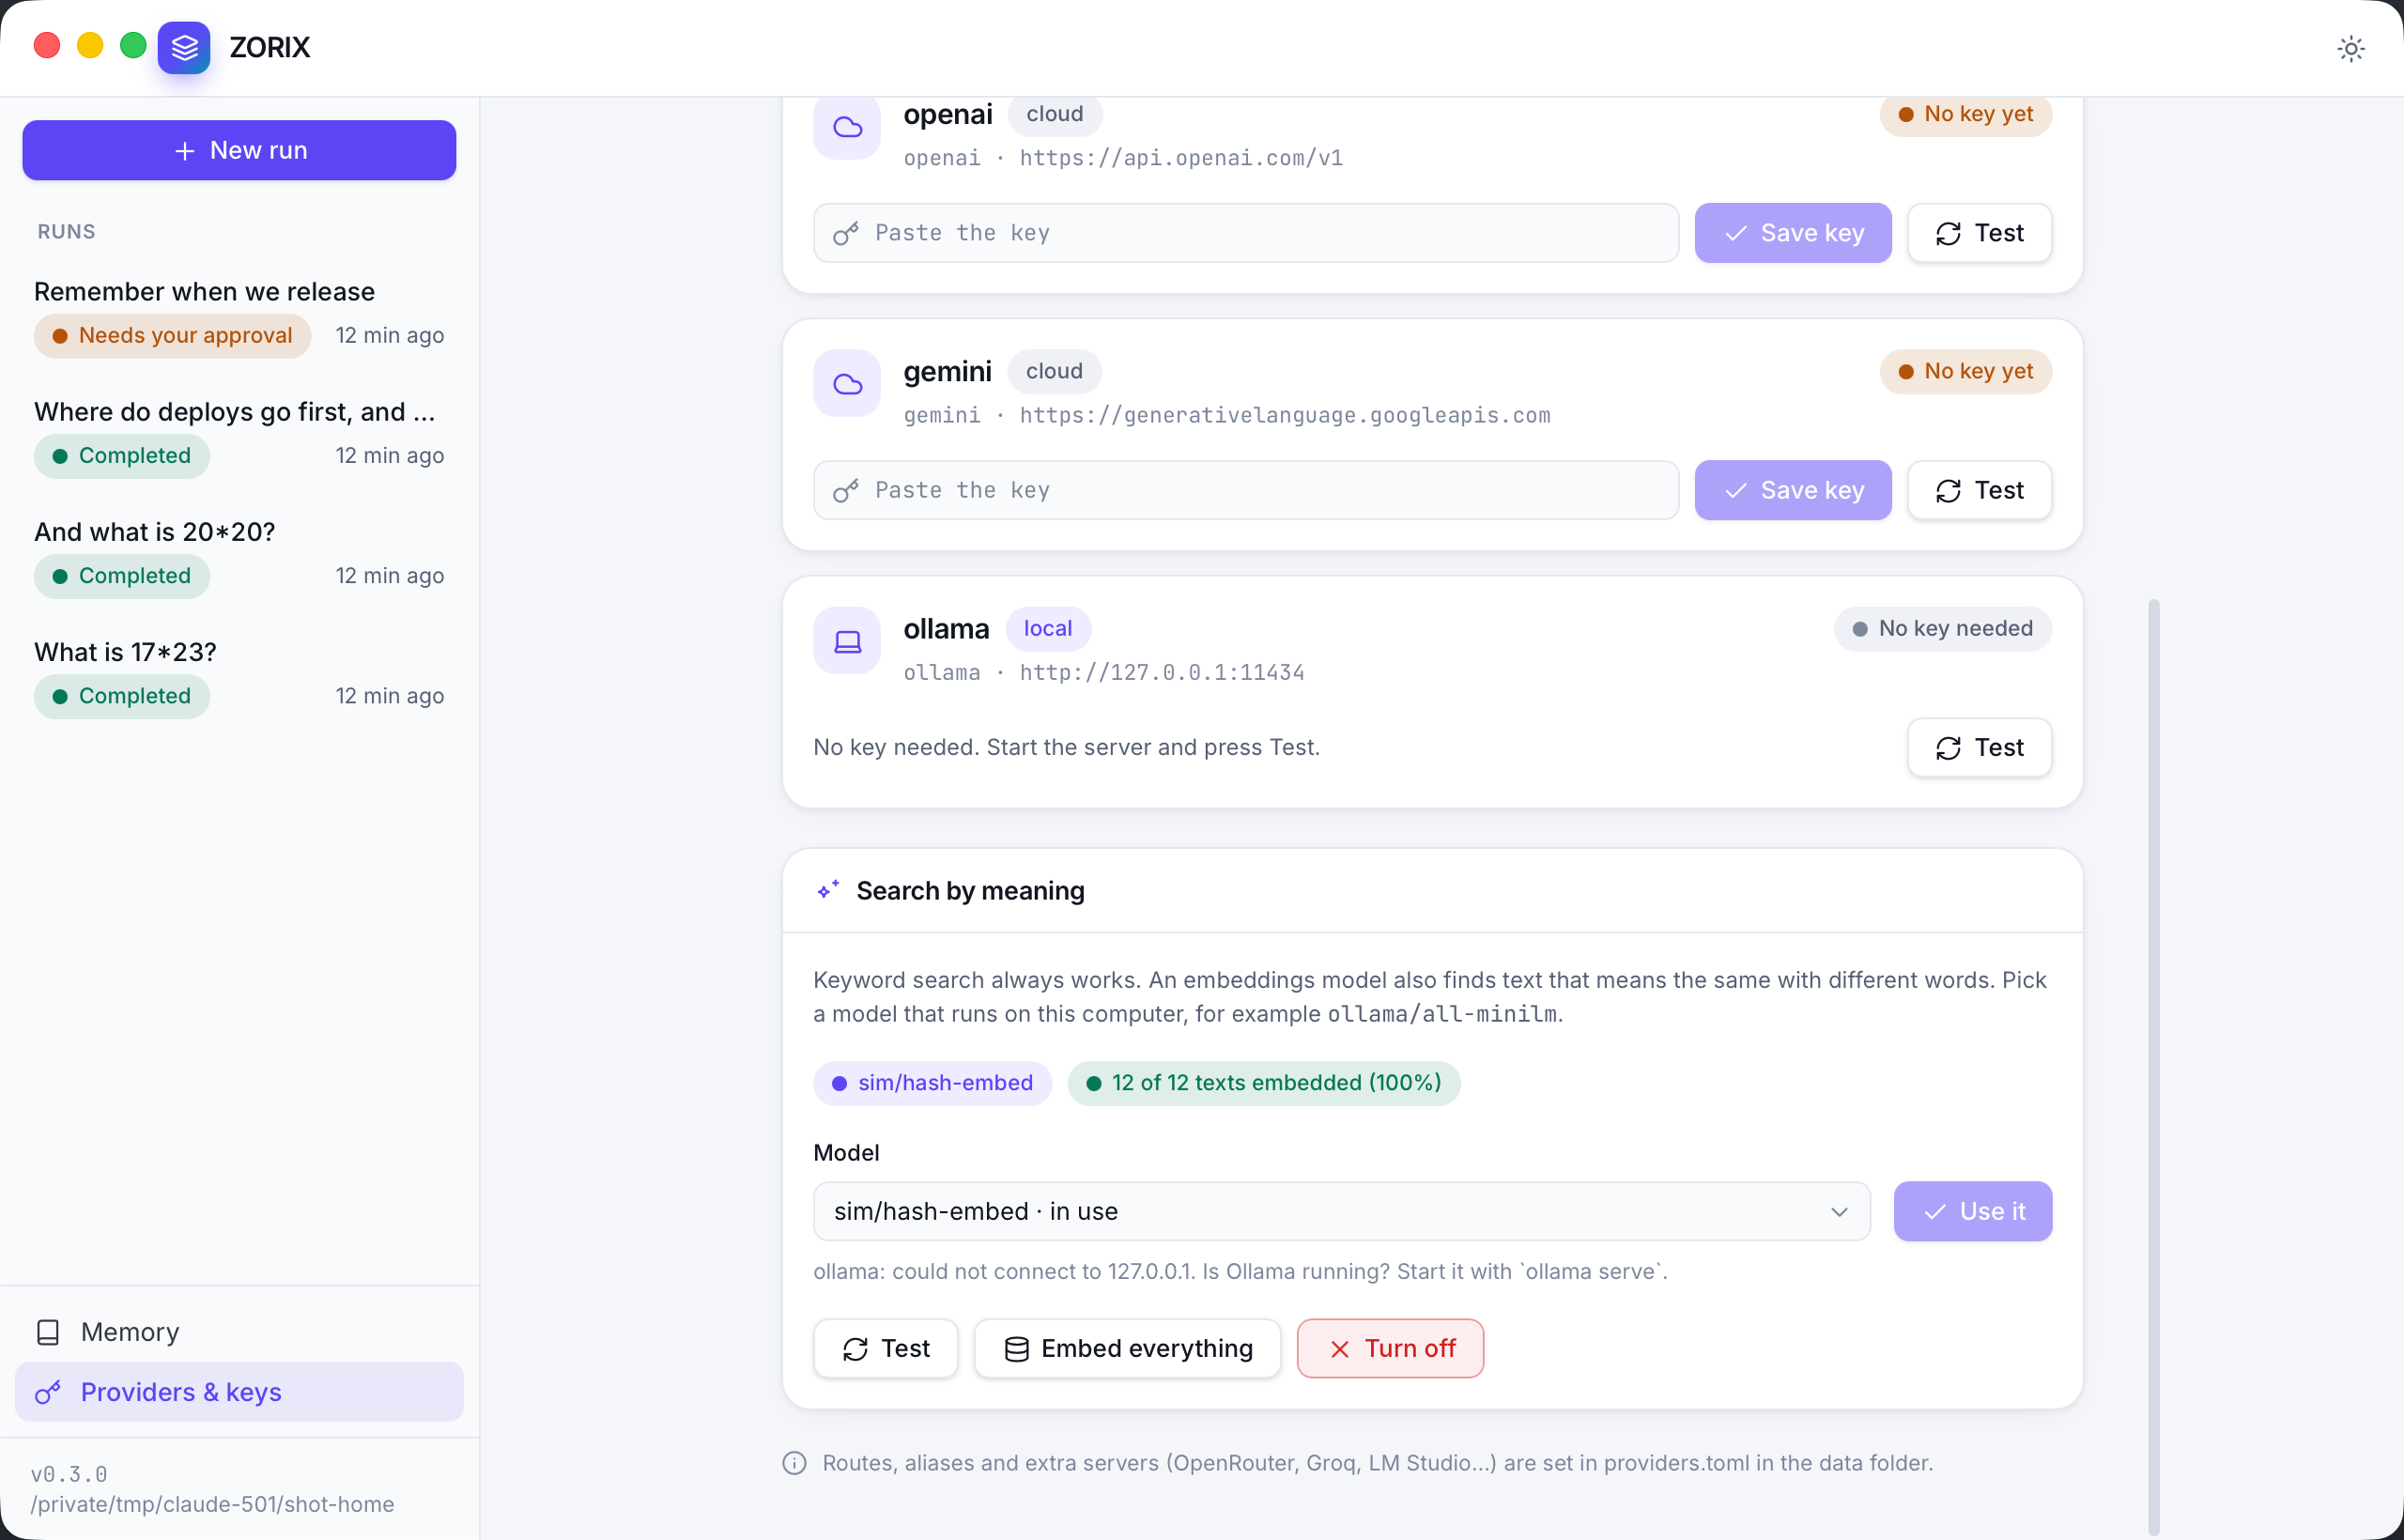 ZORIX
New run
RUNS
Remember when we release
Needs your approval
12 min ago
Where do deploys go first, and ...
Completed
12 min ago
And what is 20*20?
Completed
12 min ago
What is 17*23?
Completed
12 min ago
Memory
Providers & keys
v0.3.0
/private/tmp/claude-501/shot-home
openai
cloud
No key yet
openai · https://api.openai.com/v1
Paste the key
Save key
Test
gemini
cloud
No key yet
gemini · https://generativelanguage.googleapis.com
Paste the key
Save key
Test
ollama
local
No key needed
ollama · http://127.0.0.1:11434
No key needed. Start the server and press Test.
Test
Search by meaning
Keyword search always works. An embeddings model also finds text that means the same with different words. Pick
a model that runs on this computer, for example ollama/all-minilm.
sim/hash-embed
12 of 12 texts embedded (100%)
Model
sim/hash-embed · in use
Use it
ollama: could not connect to 127.0.0.1. Is Ollama running? Start it with `ollama serve`.
Test
Embed everything
Turn off
Routes, aliases and extra servers (OpenRouter, Groq, LM Studio...) are set in providers.toml in the data folder.